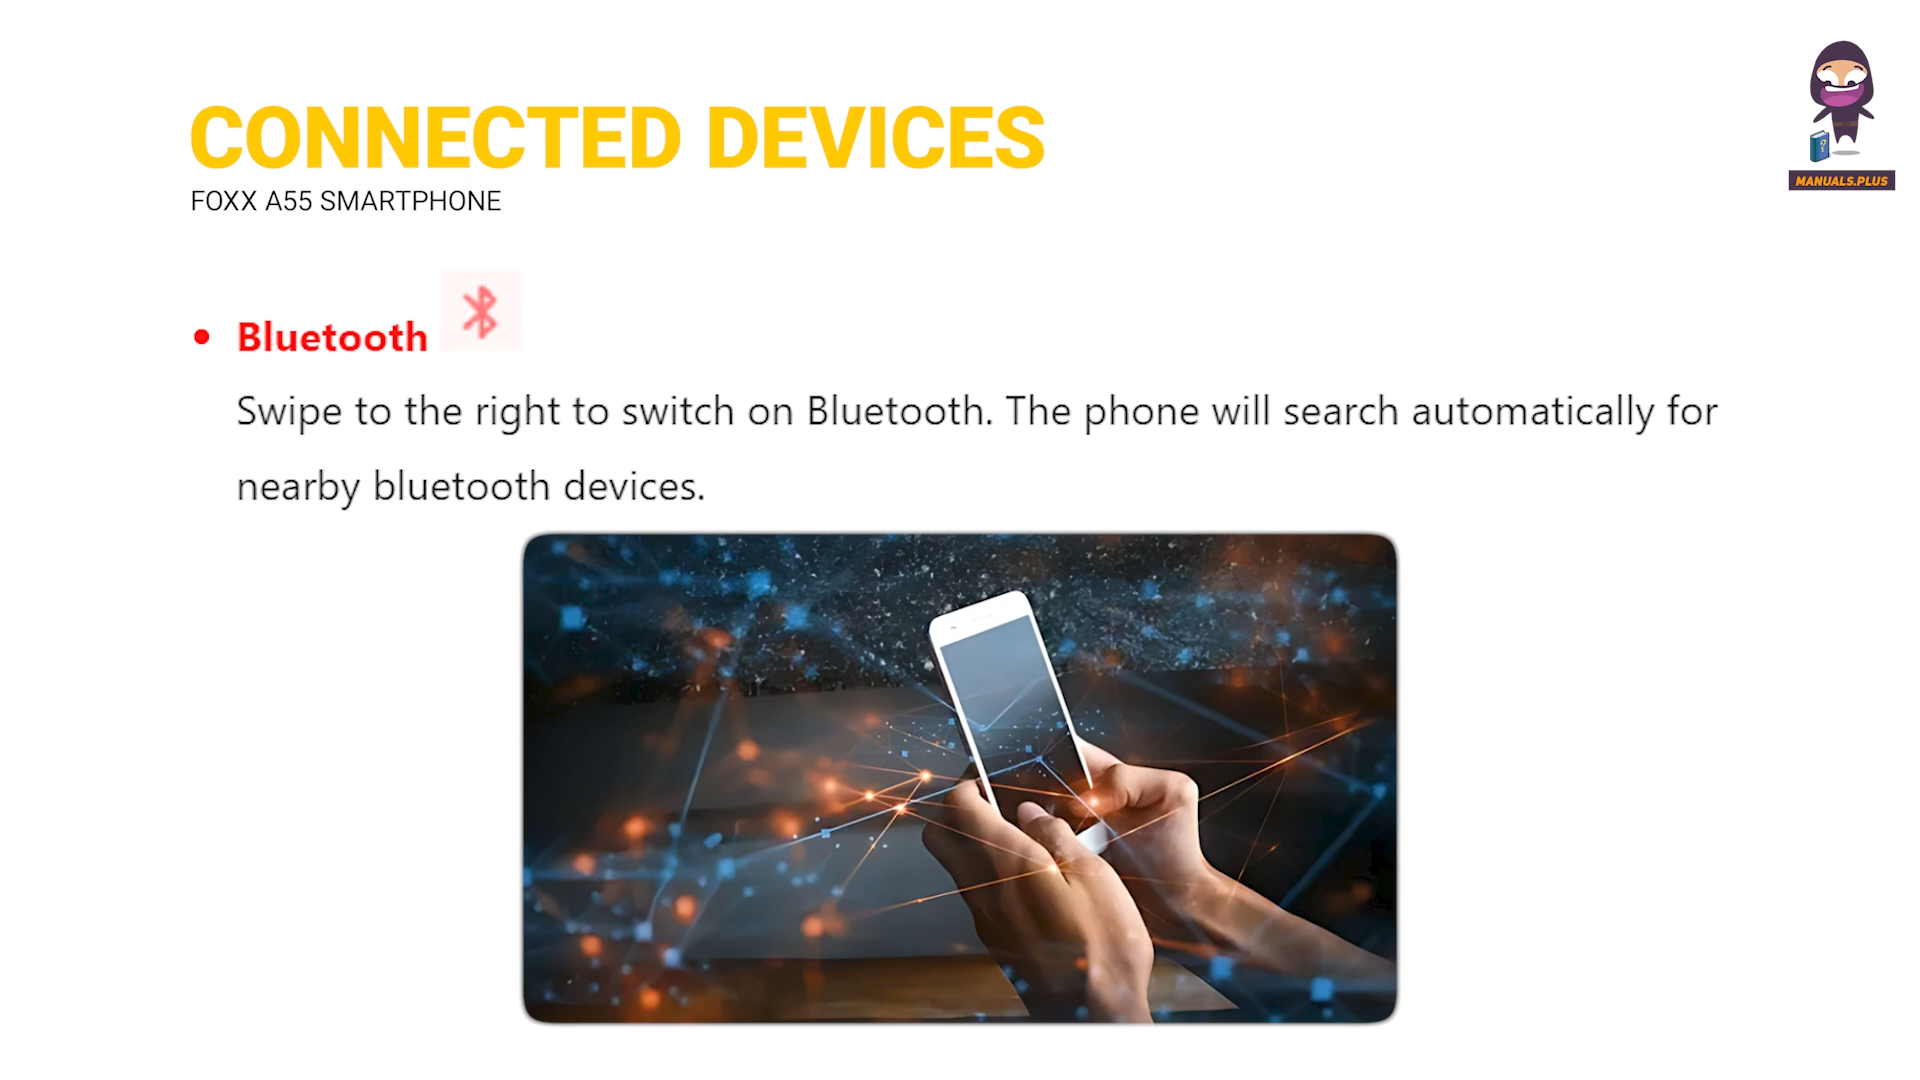 CONNECTED DEVICES
FOXX A55 SMARTPHONE
MANUALS.PLUS
• Bluetooth
Swipe to the right to switch on Bluetooth. The phone will search automatically for
nearby bluetooth devices.